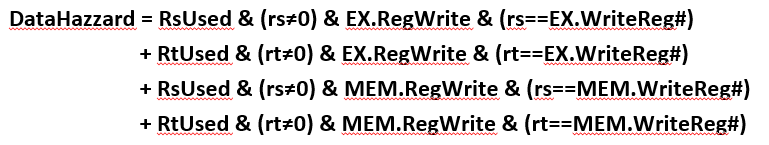 DataHazzard = RsUsed & (rs≠0) & EX.RegWrite & (rs==EX.WriteReg#)
+ RtUsed & (rt≠0) & EX.RegWrite & (rt==EX.WriteReg#)
+ RsUsed & (rs≠0) & MEM.RegWrite & (rs==MEM.WriteReg#)
+ RtUsed & (rt≠0) & MEM.RegWrite & (rt==MEM.WriteReg#)